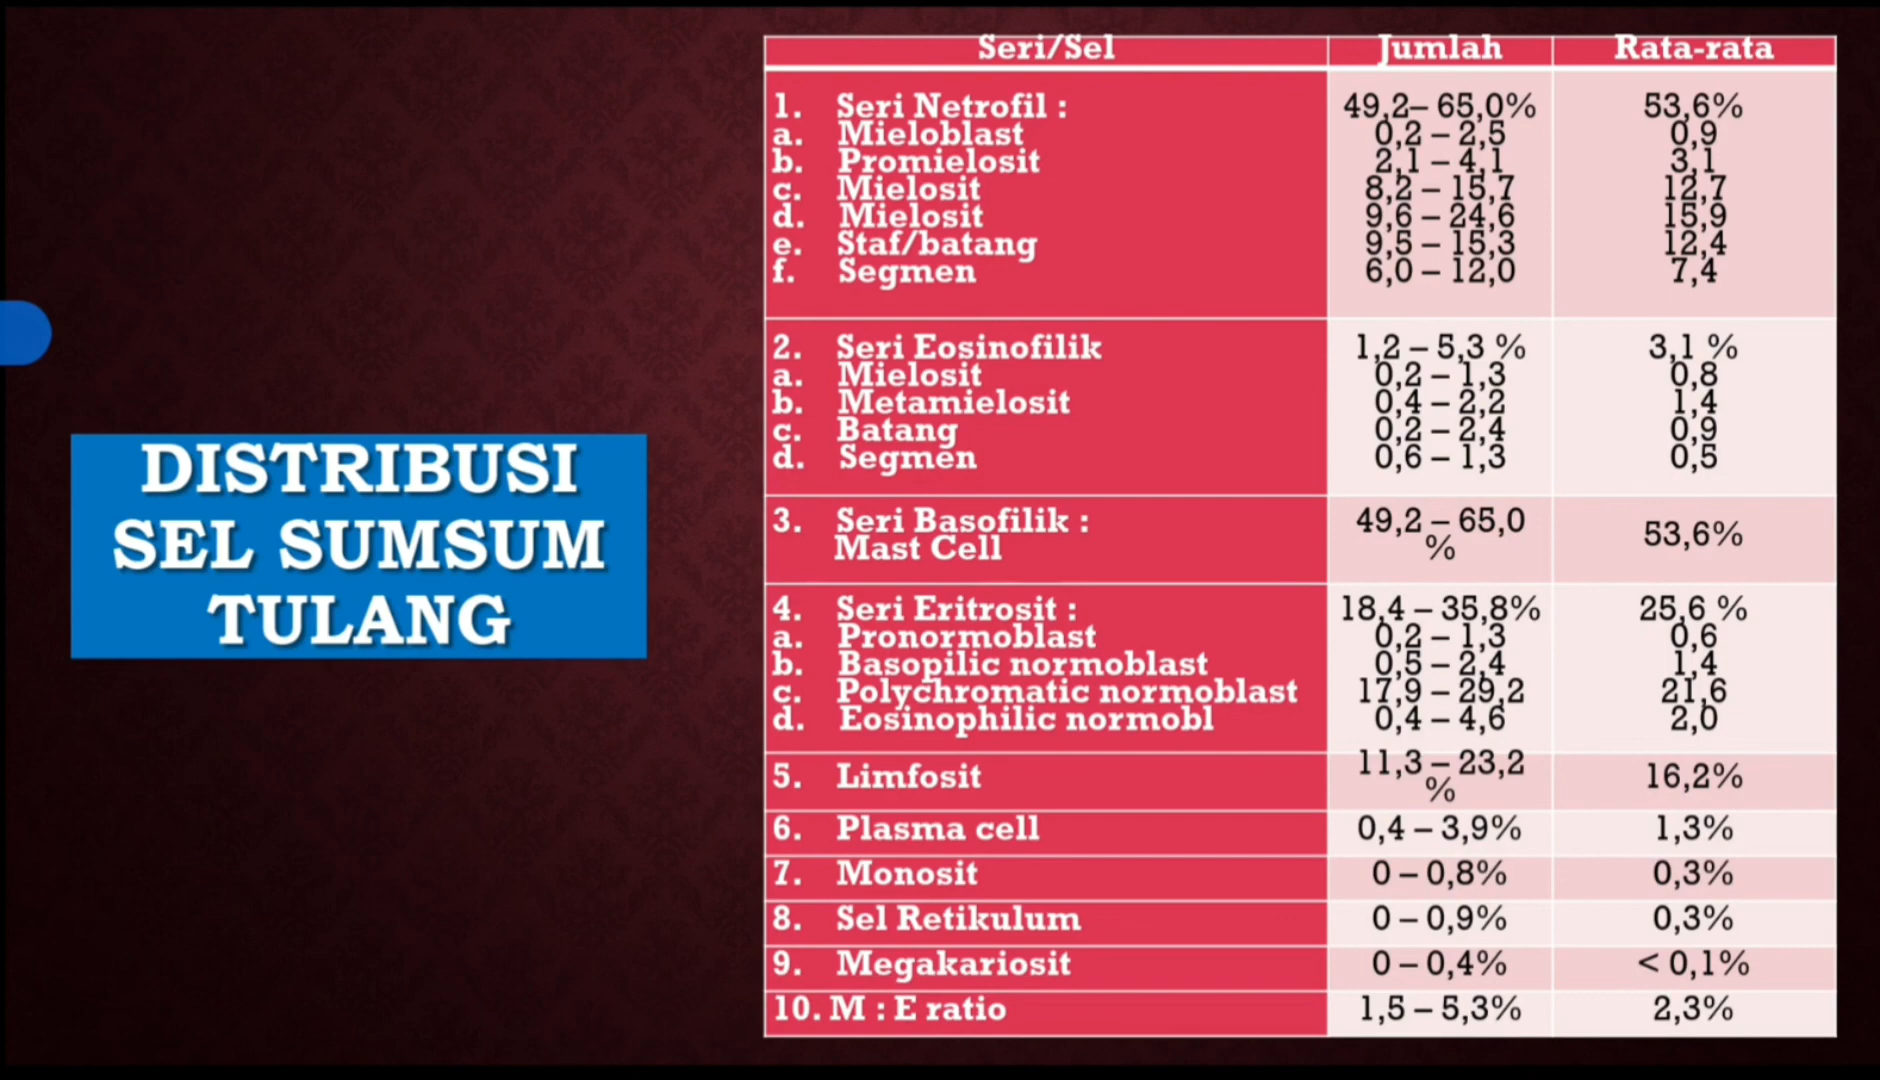 DISTRIBUSI
SEL SUMSUM
TULANG
Seri/Sel Jumlah Rata-rata
1. Seri Netrofil : 49,2– 65,0% 53,6%
a. Mieloblast 0,2 – 2,5 0,9
b. Promielosit 2,1 – 4,1 3,1
c. Mielosit 8,2 – 15,7 12,7
d. Mielosit 9,6 – 24,6 15,9
e. Staf/batang 9,5 – 15,3 12,4
f. Segmen 6,0 – 12,0 7,4
2. Seri Eosinofilik 1,2 – 5,3 % 3,1 %
a. Mielosit 0,2 – 1,3 0,8
b. Metamielosit 0,4 – 2,2 1,4
c. Batang 0,2 – 2,4 0,9
d. Segmen 0,6 – 1,3 0,5
3. Seri Basofilik : 49,2 – 65,0 53,6%
Mast Cell %
4. Seri Eritrosit : 18,4 – 35,8% 25,6 %
a. Pronormoblast 0,2 – 1,3 0,6
b. Basopilic normoblast 0,5 – 2,4 1,4
c. Polychromatic normoblast 17,9 – 29,2 21,6
d. Eosinophilic normobl 0,4 – 4,6 2,0
5. Limfosit 11,3 – 23,2 16,2%
%
6. Plasma cell 0,4 – 3,9% 1,3%
7. Monosit 0 – 0,8% 0,3%
8. Sel Retikulum 0 – 0,9% 0,3%
9. Megakariosit 0 – 0,4% < 0,1%
10. M : E ratio 1,5 – 5,3% 2,3%